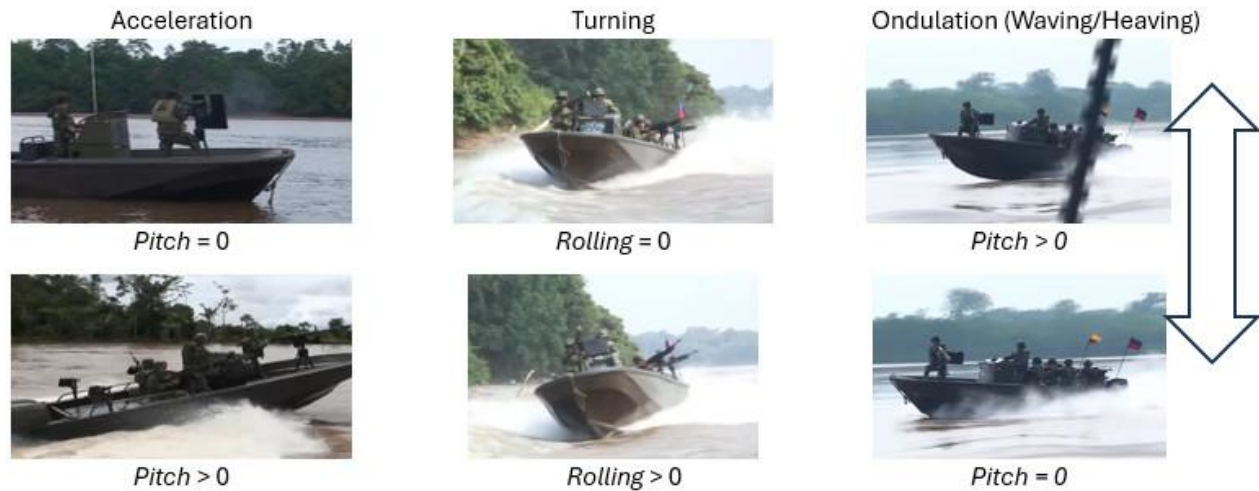 Acceleration
Turning
Ondulation (Waving/Heaving)
Pitch = 0
Rolling = 0
Pitch > 0
Pitch > 0
Rolling > 0
Pitch = 0